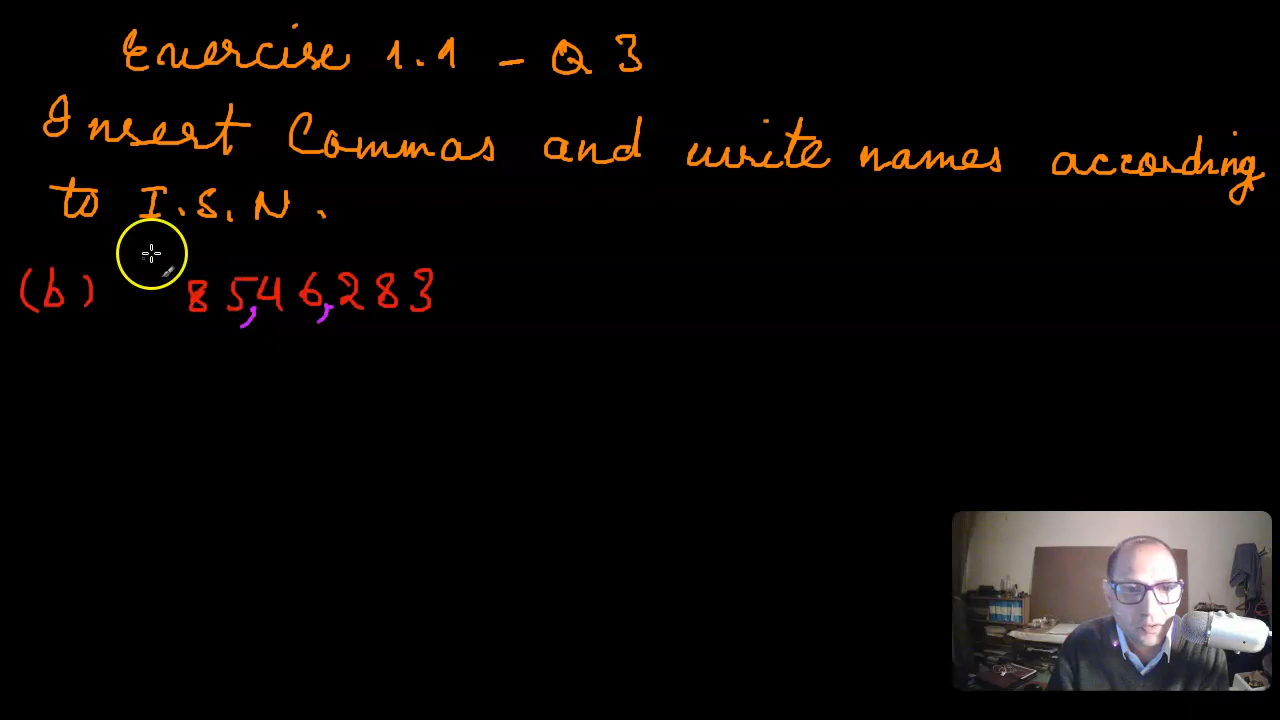 Exercise 1.1 - Q 3
Insert Commas and write names according
to I.S.N.
(b) 85,46,283